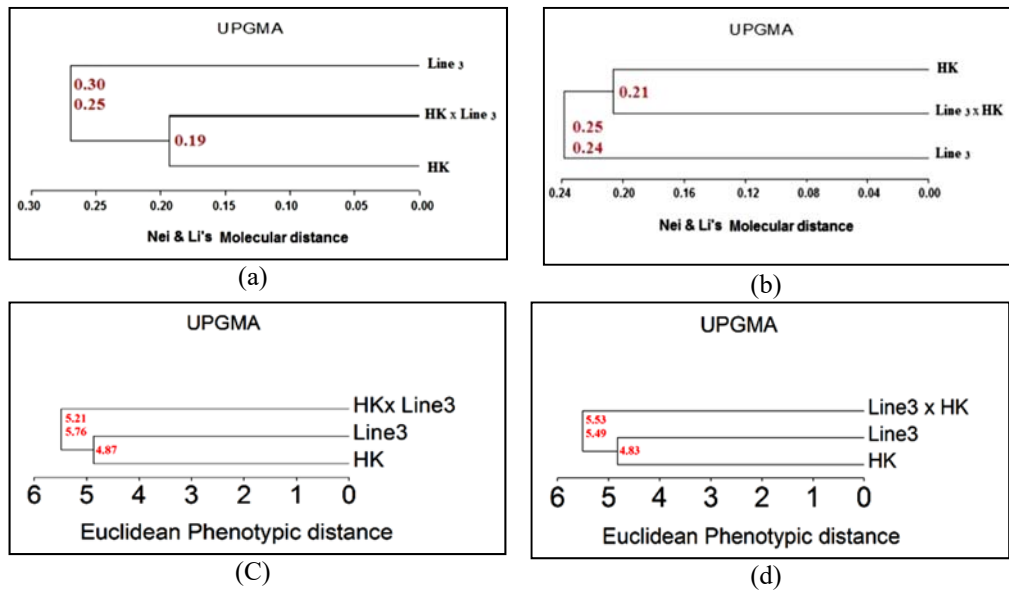 UPGMA
Line 3
0.30
0.25
HK x Line 3
0.19
HK
0.30 0.25 0.20 0.15 0.10 0.05 0.00
Nei & Li's Molecular distance
(a)
UPGMA
HK
0.21
Line 3 x HK
0.25
0.24
Line 3
0.24 0.20 0.16 0.12 0.08 0.04 0.00
Nei & Li's Molecular distance
(b)
UPGMA
HKx Line3
5.21
5.76
Line3
4.87
HK
6 5 4 3 2 1 0
Euclidean Phenotypic distance
(C)
UPGMA
Line3 x HK
5.53
5.49
Line3
4.83
HK
6 5 4 3 2 1 0
Euclidean Phenotypic distance
(d)